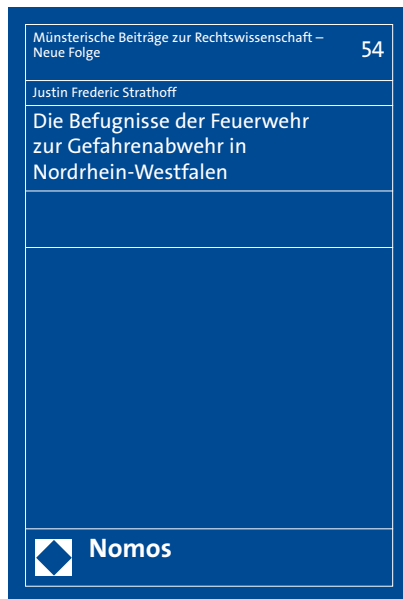 Münsterische Beiträge zur Rechtswissenschaft –
Neue Folge
54
Justin Frederic Strathoff
Die Befugnisse der Feuerwehr
zur Gefahrenabwehr in
Nordrhein-Westfalen
Nomos